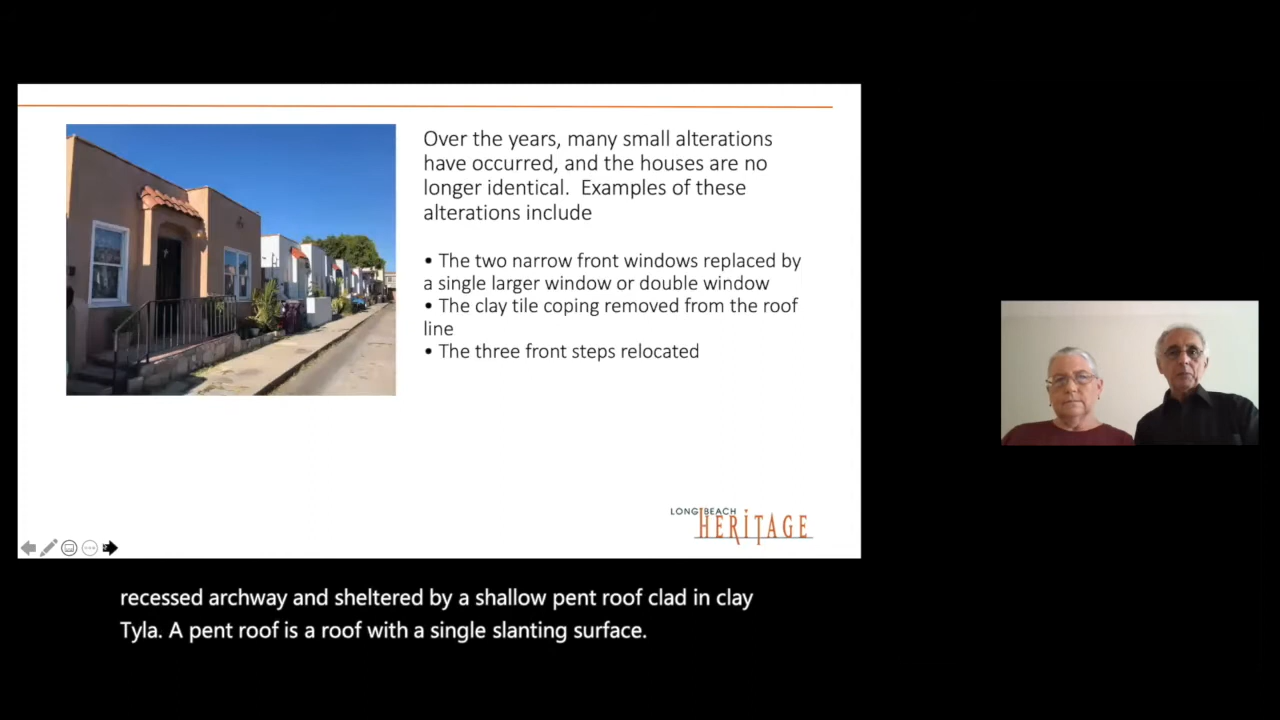 Over the years, many small alterations
have occurred, and the houses are no
longer identical.  Examples of these
alterations include
• The two narrow front windows replaced by
a single larger window or double window
• The clay tile coping removed from the roof
line
• The three front steps relocated
LONG BEACH
HERITAGE
recessed archway and sheltered by a shallow pent roof clad in clay
Tyla. A pent roof is a roof with a single slanting surface.